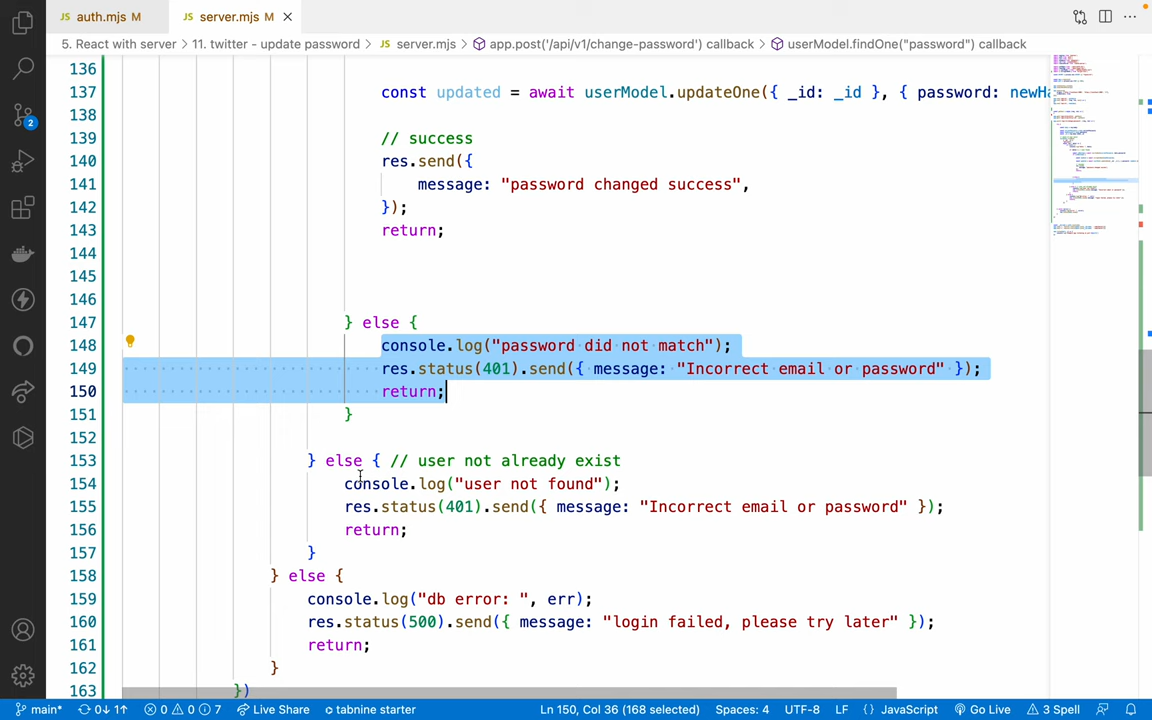 JS auth.mjs M
JS server.mjs M
5. React with server > 11. twitter - update password > JS server.mjs > app.post('/api/v1/change-password') callback > userModel.findOne("password") callback
136
137 const updated = await userModel.updateOne({ _id: _id }, { password: newHa
138
139 // success
140 res.send({
141 message: "password changed success",
142 });
143 return;
144
145
146
147 } else {
148 console.log("password did not match");
149 res.status(401).send({ message: "Incorrect email or password" });
150 return;
151 }
152
153 } else { // user not already exist
154 console.log("user not found");
155 res.status(401).send({ message: "Incorrect email or password" });
156 return;
157 }
158 } else {
159 console.log("db error: ", err);
160 res.status(500).send({ message: "login failed, please try later" });
161 return;
162 }
163 })
2
main* 0↓ 1↑ 0 0 7 Live Share tabnine starter Ln 150, Col 36 (168 selected) Spaces: 4 UTF-8 LF {} JavaScript Go Live 3 Spell